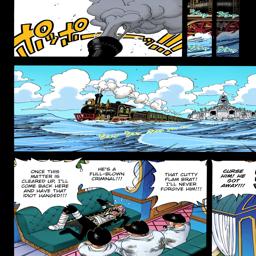 ポッポー!!!
ONCE THIS
MATTER IS
CLEARED UP, I'LL
COME BACK HERE
AND HAVE THAT
IDIOT HANGED!!!
HE'S A
FULL-BLOWN
CRIMINAL!!!
THAT CUTTY
FLAM BRAT!
I'LL NEVER
FORGIVE HIM!!!
CURSE
HIM! HE
GOT
AWAY!!!